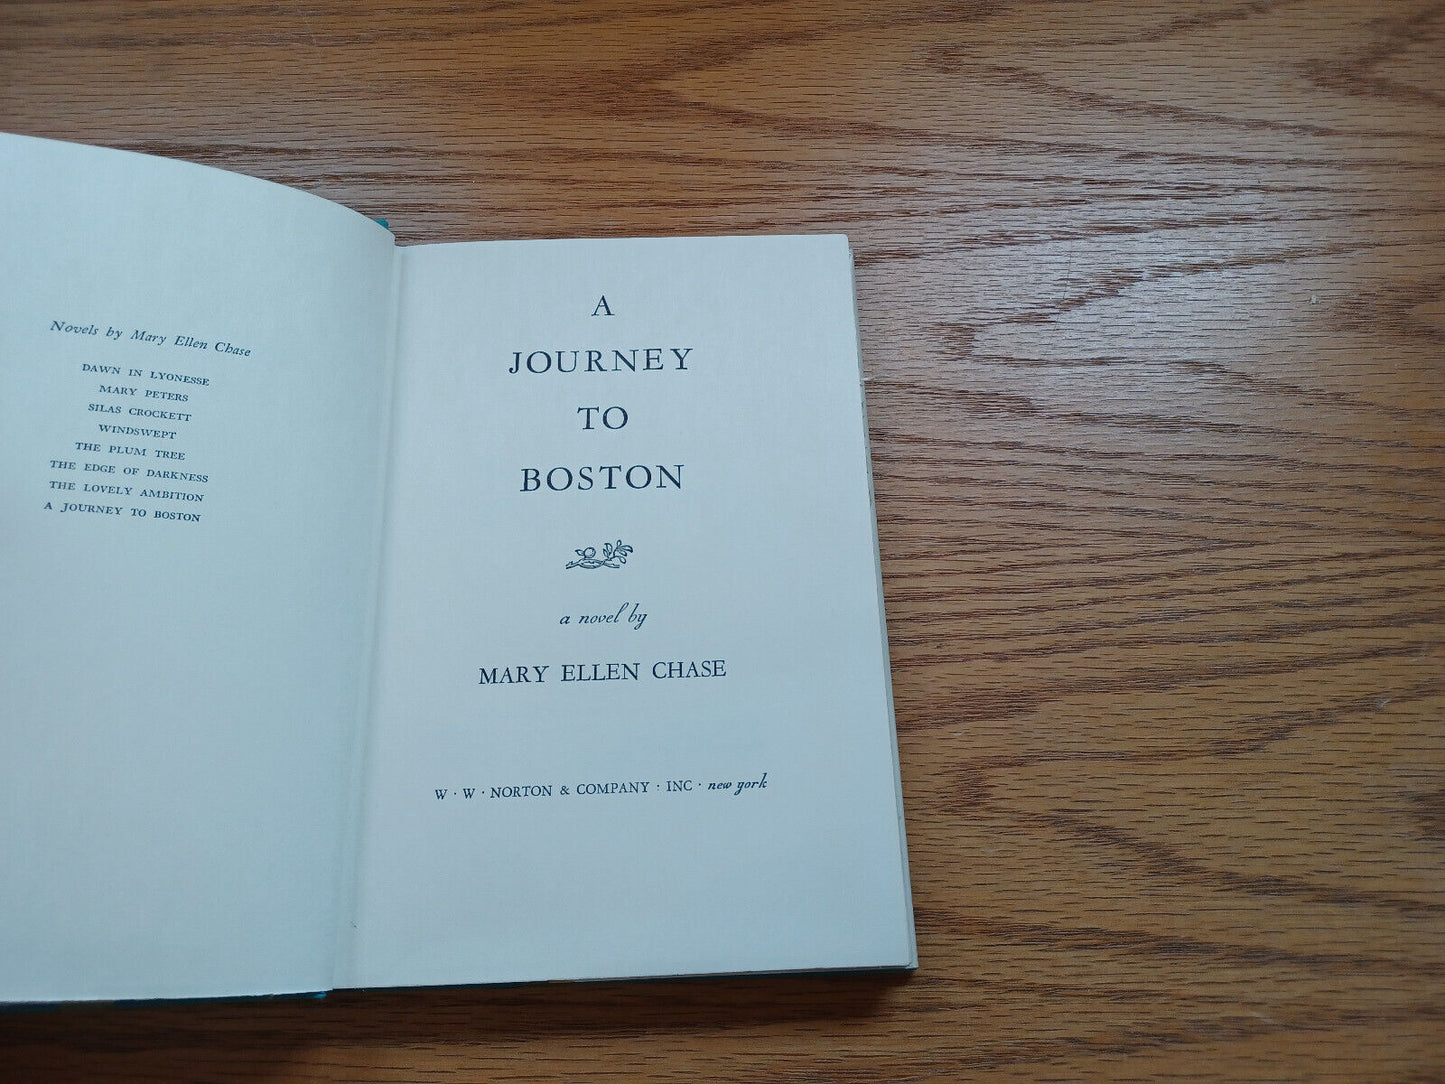 Novels by Mary Ellen Chase
DAWN IN LYONESSE
MARY PETERS
SILAS CROCKETT
WINDSWEPT
THE PLUM TREE
THE EDGE OF DARKNESS
THE LOVELY AMBITION
A JOURNEY TO BOSTON
A
JOURNEY
TO
BOSTON
a novel by
MARY ELLEN CHASE
W · W · NORTON & COMPANY · INC · new york